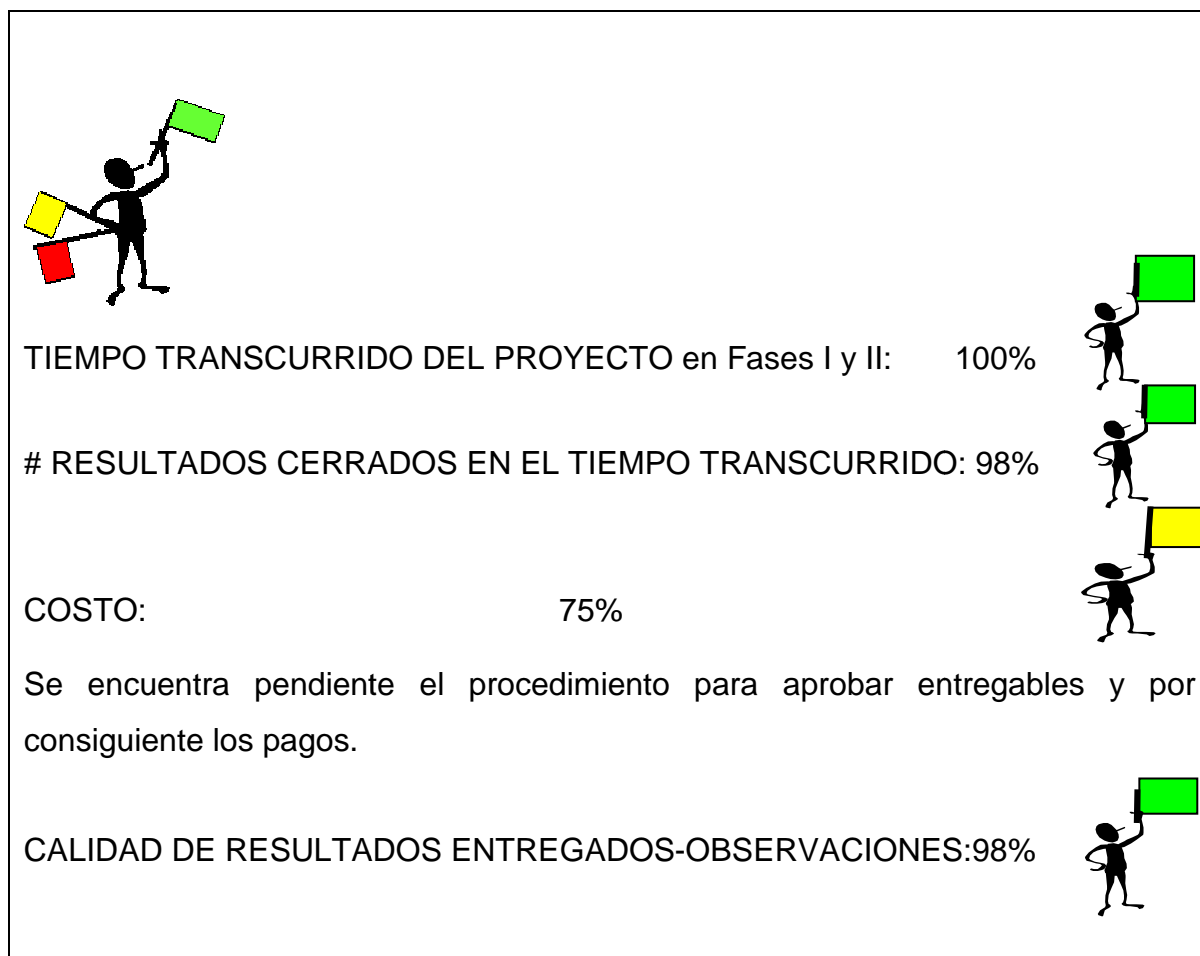 TIEMPO TRANSCURRIDO DEL PROYECTO en Fases I y II: 100%
# RESULTADOS CERRADOS EN EL TIEMPO TRANSCURRIDO: 98%
COSTO: 75%
Se encuentra pendiente el procedimiento para aprobar entregables y por
consiguiente los pagos.
CALIDAD DE RESULTADOS ENTREGADOS-OBSERVACIONES:98%